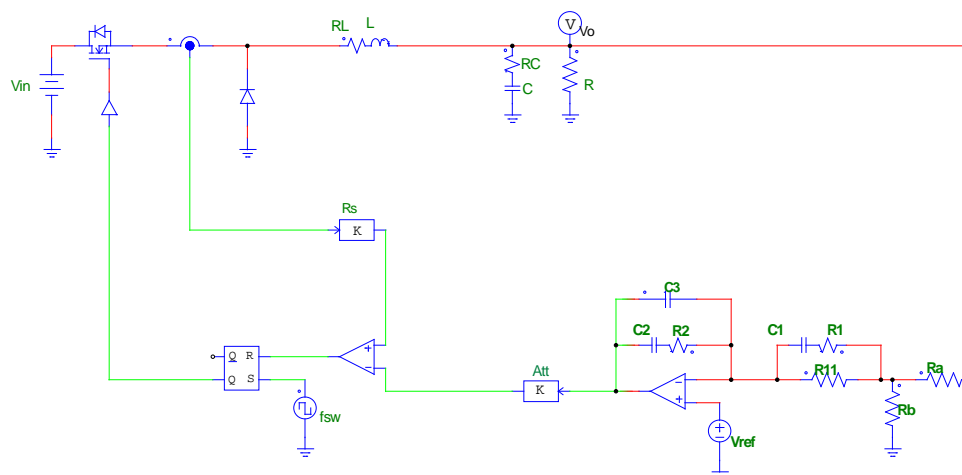 RL L
V Vo
RC
C
R
Vin
Rs
K
C3
C2 R2
C1 R1
R11
Ra
Rb
Att
K
Q R
Q S
fsw
Vref